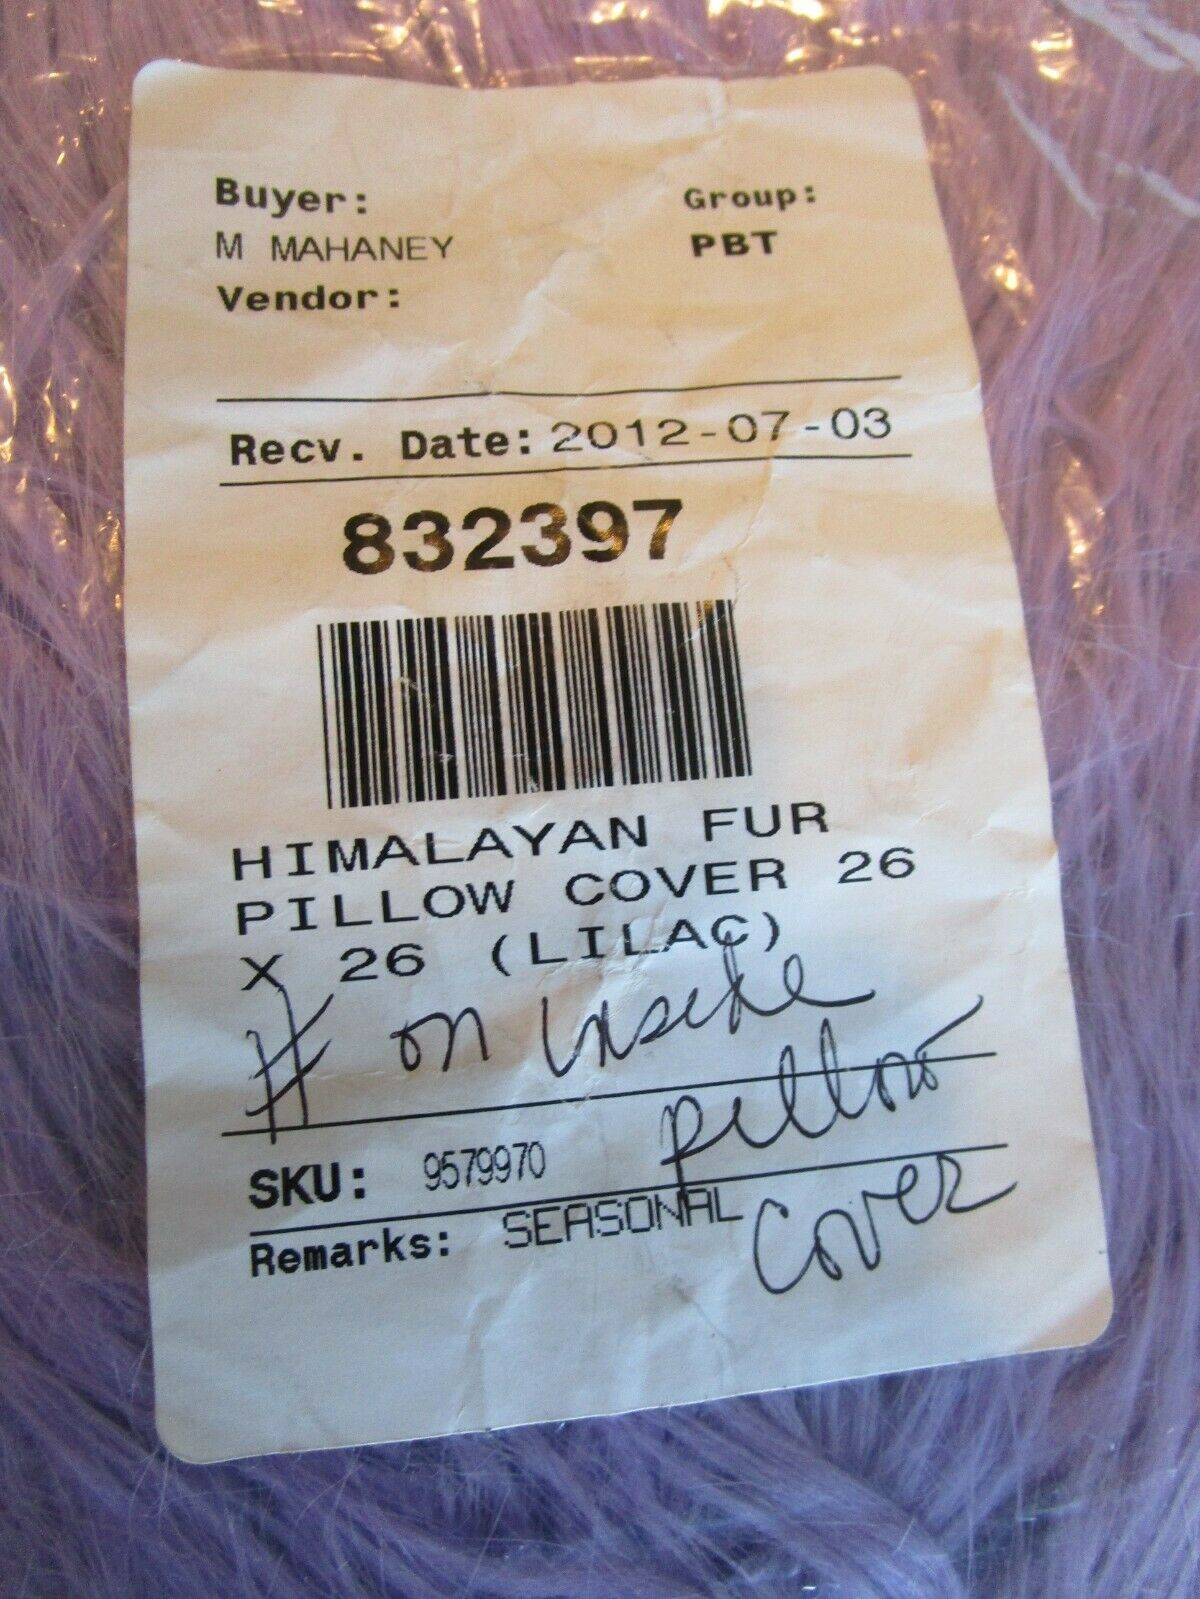 Buyer: Group:
M MAHANEY PBT
Vendor:
Recv. Date: 2012-07-03
832397
HIMALAYAN FUR
PILLOW COVER 26
X 26 (LILAC)
# on inside
pillow
SKU: 9579970
Remarks: SEASONAL
cover